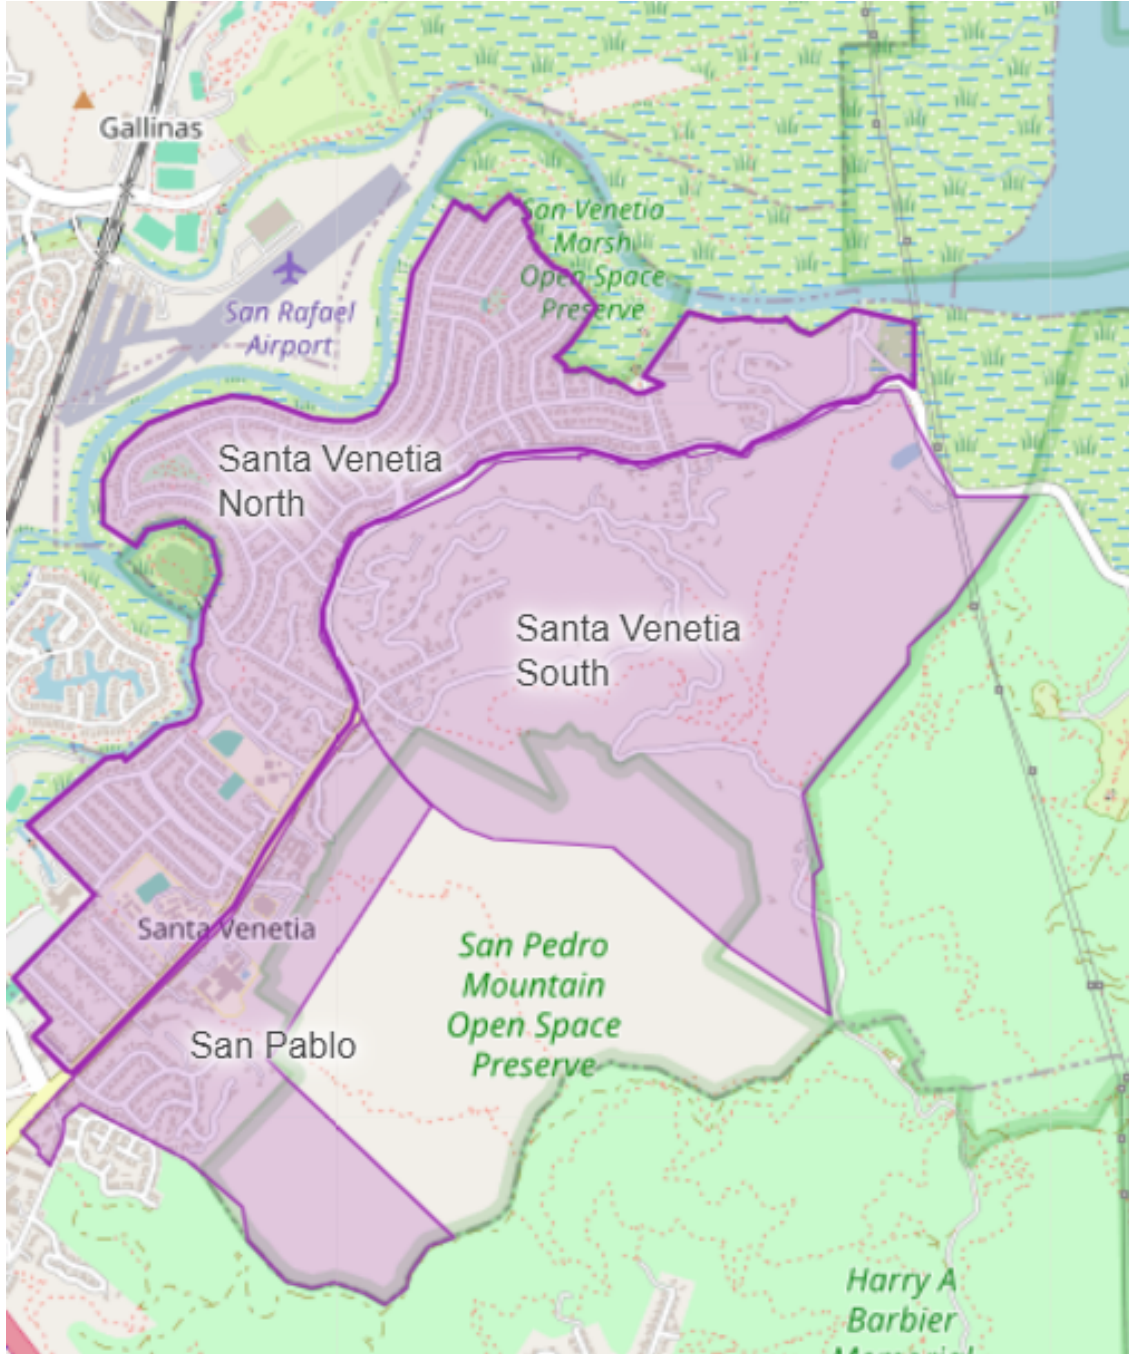 Gallinas
San Venetia
Marsh
Open Space
Preserve
San Rafael
Airport
Santa Venetia
North
Santa Venetia
South
Santa Venetia
San Pedro
Mountain
Open Space
Preserve
San Pablo
Harry A
Barbier
Memorial